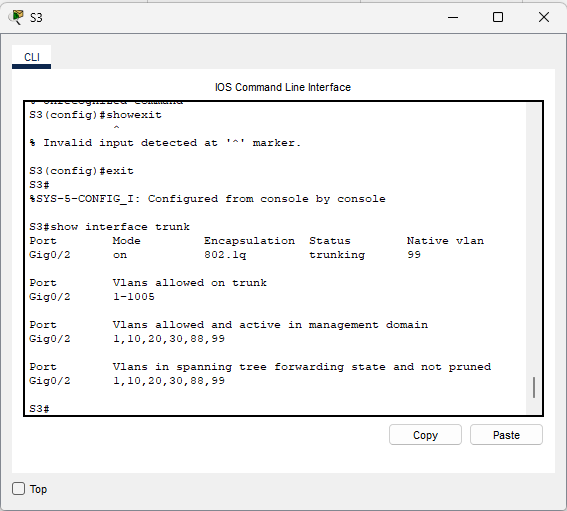 S3
CLI
IOS Command Line Interface
% Unrecognized command
S3(config)#showexit
^
% Invalid input detected at '^' marker.
S3(config)#exit
S3#
%SYS-5-CONFIG_I: Configured from console by console
S3#show interface trunk
Port Mode Encapsulation Status Native vlan
Gig0/2 on 802.1q trunking 99
Port Vlans allowed on trunk
Gig0/2 1-1005
Port Vlans allowed and active in management domain
Gig0/2 1,10,20,30,88,99
Port Vlans in spanning tree forwarding state and not pruned
Gig0/2 1,10,20,30,88,99
S3#
Copy Paste
Top